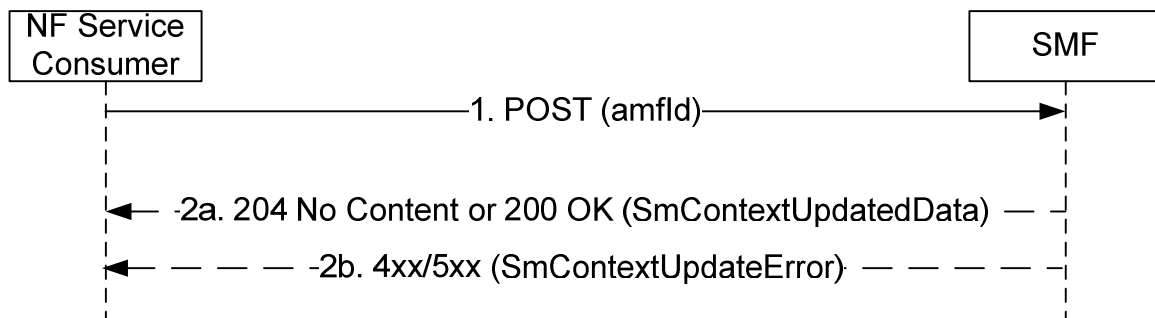 NF Service
Consumer
SMF
1. POST (amfId)
2a. 204 No Content or 200 OK (SmContextUpdatedData)
2b. 4xx/5xx (SmContextUpdateError)